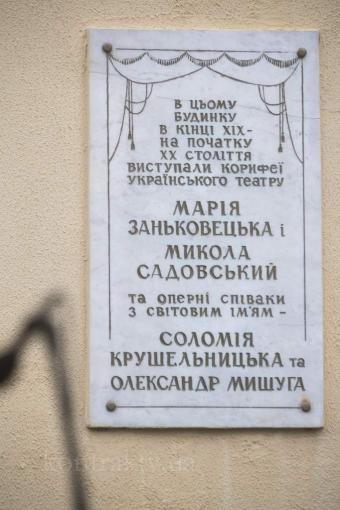 В ЦЬОМУ
БУДИНКУ
В КІНЦІ XIX-
НА ПОЧАТКУ
XX СТОЛІТТЯ
ВИСТУПАЛИ КОРИФЕЇ
УКРАЇНСЬКОГО ТЕАТРУ
МАРІЯ
ЗАНЬКОВЕЦЬКА і
МИКОЛА
САДОВСЬКИЙ
ТА ОПЕРНІ СПІВАКИ
З СВІТОВИМ ІМ'ЯМ –
СОЛОМІЯ
КРУШЕЛЬНИЦЬКА та
ОЛЕКСАНДР МИШУГА